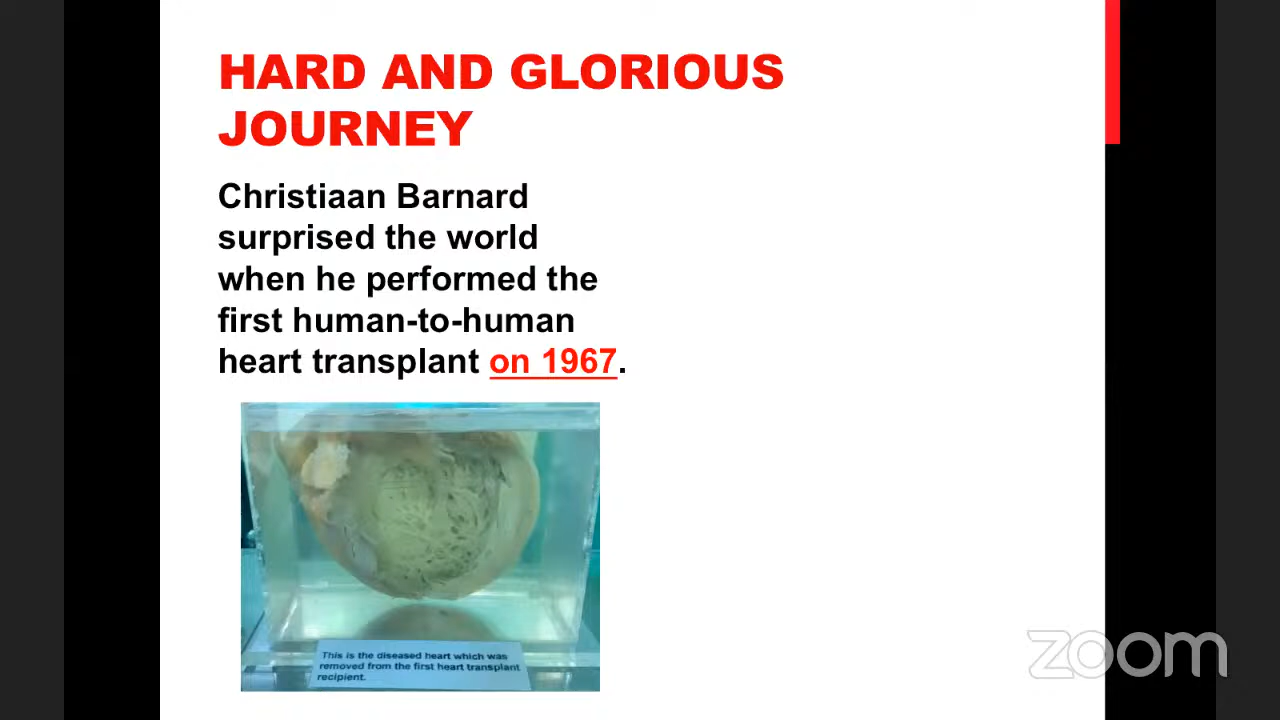 HARD AND GLORIOUS
JOURNEY
Christiaan Barnard
surprised the world
when he performed the
first human-to-human
heart transplant on 1967.
This is the diseased heart which was
removed from the first heart transplant
recipient.
zoom